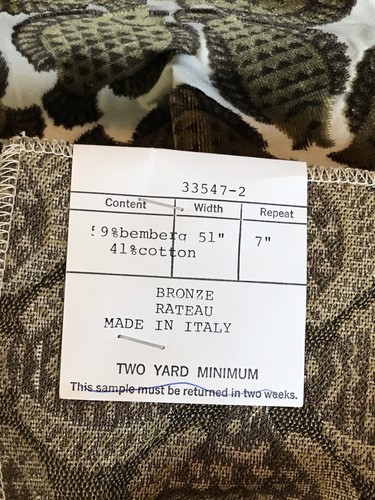 33547-2
Content Width Repeat
59%bemberg 51" 7"
41%cotton
BRONZE
RATEAU
MADE IN ITALY
TWO YARD MINIMUM
This sample must be returned in two weeks.